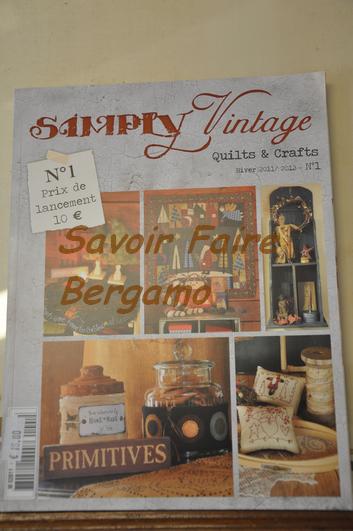 SIMPLY Vintage
Quilts & Crafts
Hiver 2011/2012 - N°1
N°1
Prix de
lancement
10 €
Savoir Faire
Bergamo
PRIMITIVES